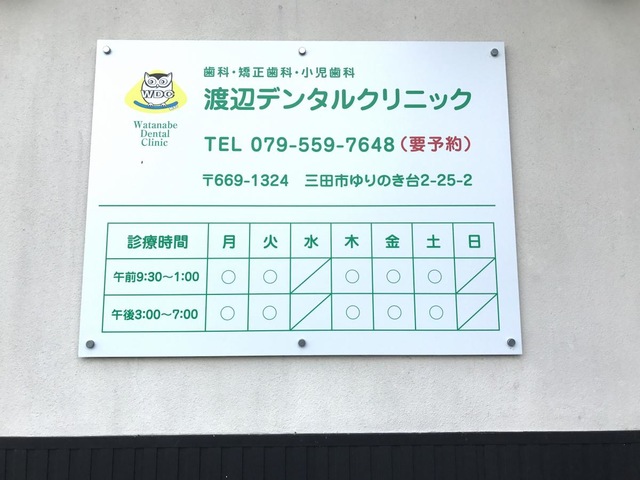 WDC
Watanabe
Dental
Clinic
歯科・矯正歯科・小児歯科
渡辺デンタルクリニック
TEL 079-559-7648(要予約)
〒669-1324 三田市ゆりのき台2-25-2
診療時間 月 火 水 木 金 土 日
午前9:30〜1:00 ○ ○ ╱ ○ ○ ○ ╱
午後3:00〜7:00 ○ ○ ╱ ○ ○ ○ ╱